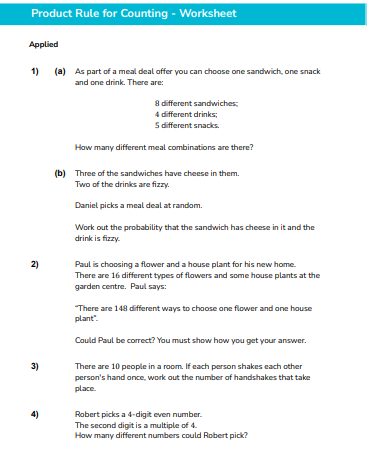 Product Rule for Counting - Worksheet
Applied
1) (a) As part of a meal deal offer you can choose one sandwich, one snack
and one drink. There are:
8 different sandwiches;
4 different drinks;
5 different snacks.
How many different meal combinations are there?
(b) Three of the sandwiches have cheese in them.
Two of the drinks are fizzy.
Daniel picks a meal deal at random.
Work out the probability that the sandwich has cheese in it and the
drink is fizzy.
2) Paul is choosing a flower and a house plant for his new home.
There are 16 different types of flowers and some house plants at the
garden centre. Paul says:
"There are 148 different ways to choose one flower and one house
plant".
Could Paul be correct? You must show how you get your answer.
3) There are 10 people in a room. If each person shakes each other
person's hand once, work out the number of handshakes that take
place.
4) Robert picks a 4-digit even number.
The second digit is a multiple of 4.
How many different numbers could Robert pick?